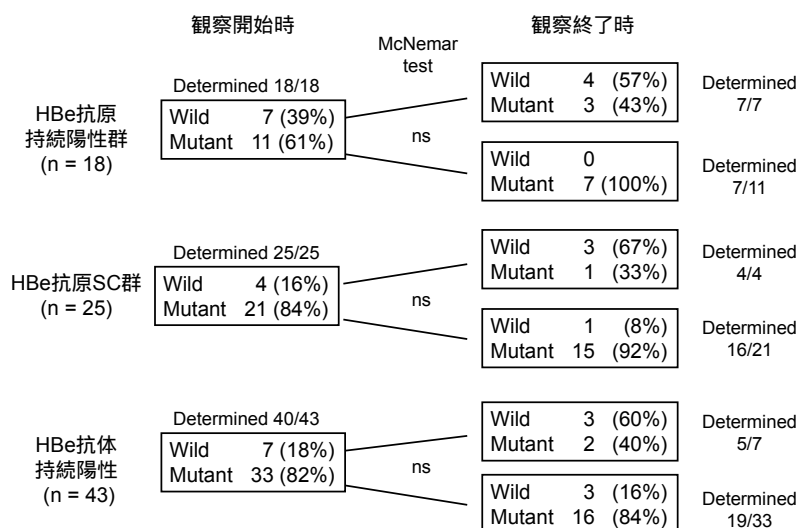 観察開始時
McNemar
test
観察終了時
HBe抗原
持続陽性群
(n = 18)
Determined 18/18
Wild 7 (39%)
Mutant 11 (61%)
ns
Wild 4 (57%)
Mutant 3 (43%)
Determined
7/7
Wild 0
Mutant 7 (100%)
Determined
7/11
HBe抗原SC群
(n = 25)
Determined 25/25
Wild 4 (16%)
Mutant 21 (84%)
ns
Wild 3 (67%)
Mutant 1 (33%)
Determined
4/4
Wild 1 (8%)
Mutant 15 (92%)
Determined
16/21
HBe抗体
持続陽性
(n = 43)
Determined 40/43
Wild 7 (18%)
Mutant 33 (82%)
ns
Wild 3 (60%)
Mutant 2 (40%)
Determined
5/7
Wild 3 (16%)
Mutant 16 (84%)
Determined
19/33